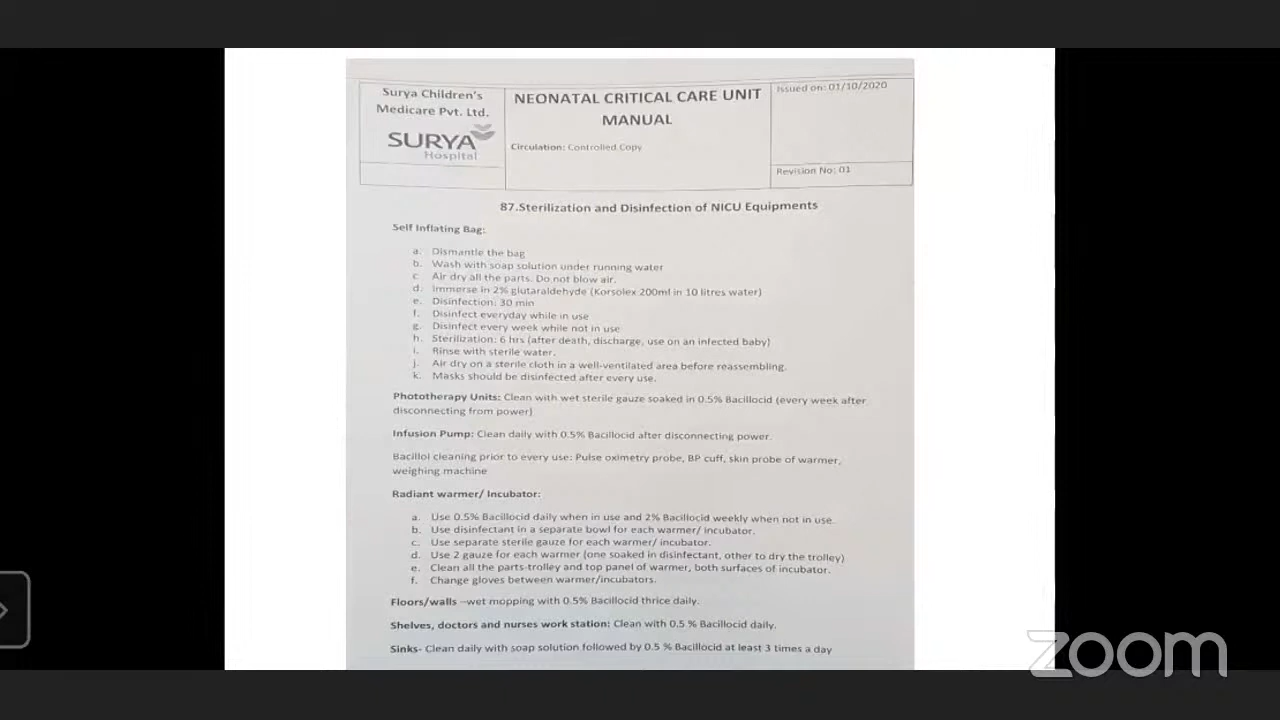 Surya Children's
Medicare Pvt. Ltd.
SURYA
Hospital
NEONATAL CRITICAL CARE UNIT
MANUAL
Circulation: Controlled Copy
Issued on: 01/10/2020
Revision No: 01
87.Sterilization and Disinfection of NICU Equipments
Self Inflating Bag:
a. Dismantle the bag
b. Wash with soap solution under running water
c. Air dry all the parts. Do not blow air.
d. Immerse in 2% glutaraldehyde (Korsolex 200ml in 10 litres water)
e. Disinfection: 30 min
f. Disinfect everyday while in use
g. Disinfect every week while not in use
h. Sterilization: 6 hrs (after death, discharge, use on an infected baby)
i. Rinse with sterile water.
j. Air dry on a sterile cloth in a well-ventilated area before reassembling.
k. Masks should be disinfected after every use.
Phototherapy Units: Clean with wet sterile gauze soaked in 0.5% Bacillocid (every week after
disconnecting from power)
Infusion Pump: Clean daily with 0.5% Bacillocid after disconnecting power.
Bacillol cleaning prior to every use: Pulse oximetry probe, BP cuff, skin probe of warmer,
weighing machine
Radiant warmer/ Incubator:
a. Use 0.5% Bacillocid daily when in use and 2% Bacillocid weekly when not in use.
b. Use disinfectant in a separate bowl for each warmer/ incubator.
c. Use separate sterile gauze for each warmer/ incubator.
d. Use 2 gauze for each warmer (one soaked in disinfectant, other to dry the trolley)
e. Clean all the parts-trolley and top panel of warmer, both surfaces of incubator.
f. Change gloves between warmer/incubators.
Floors/walls –wet mopping with 0.5% Bacillocid thrice daily.
Shelves, doctors and nurses work station: Clean with 0.5 % Bacillocid daily.
Sinks- Clean daily with soap solution followed by 0.5 % Bacillocid at least 3 times a day
zoom